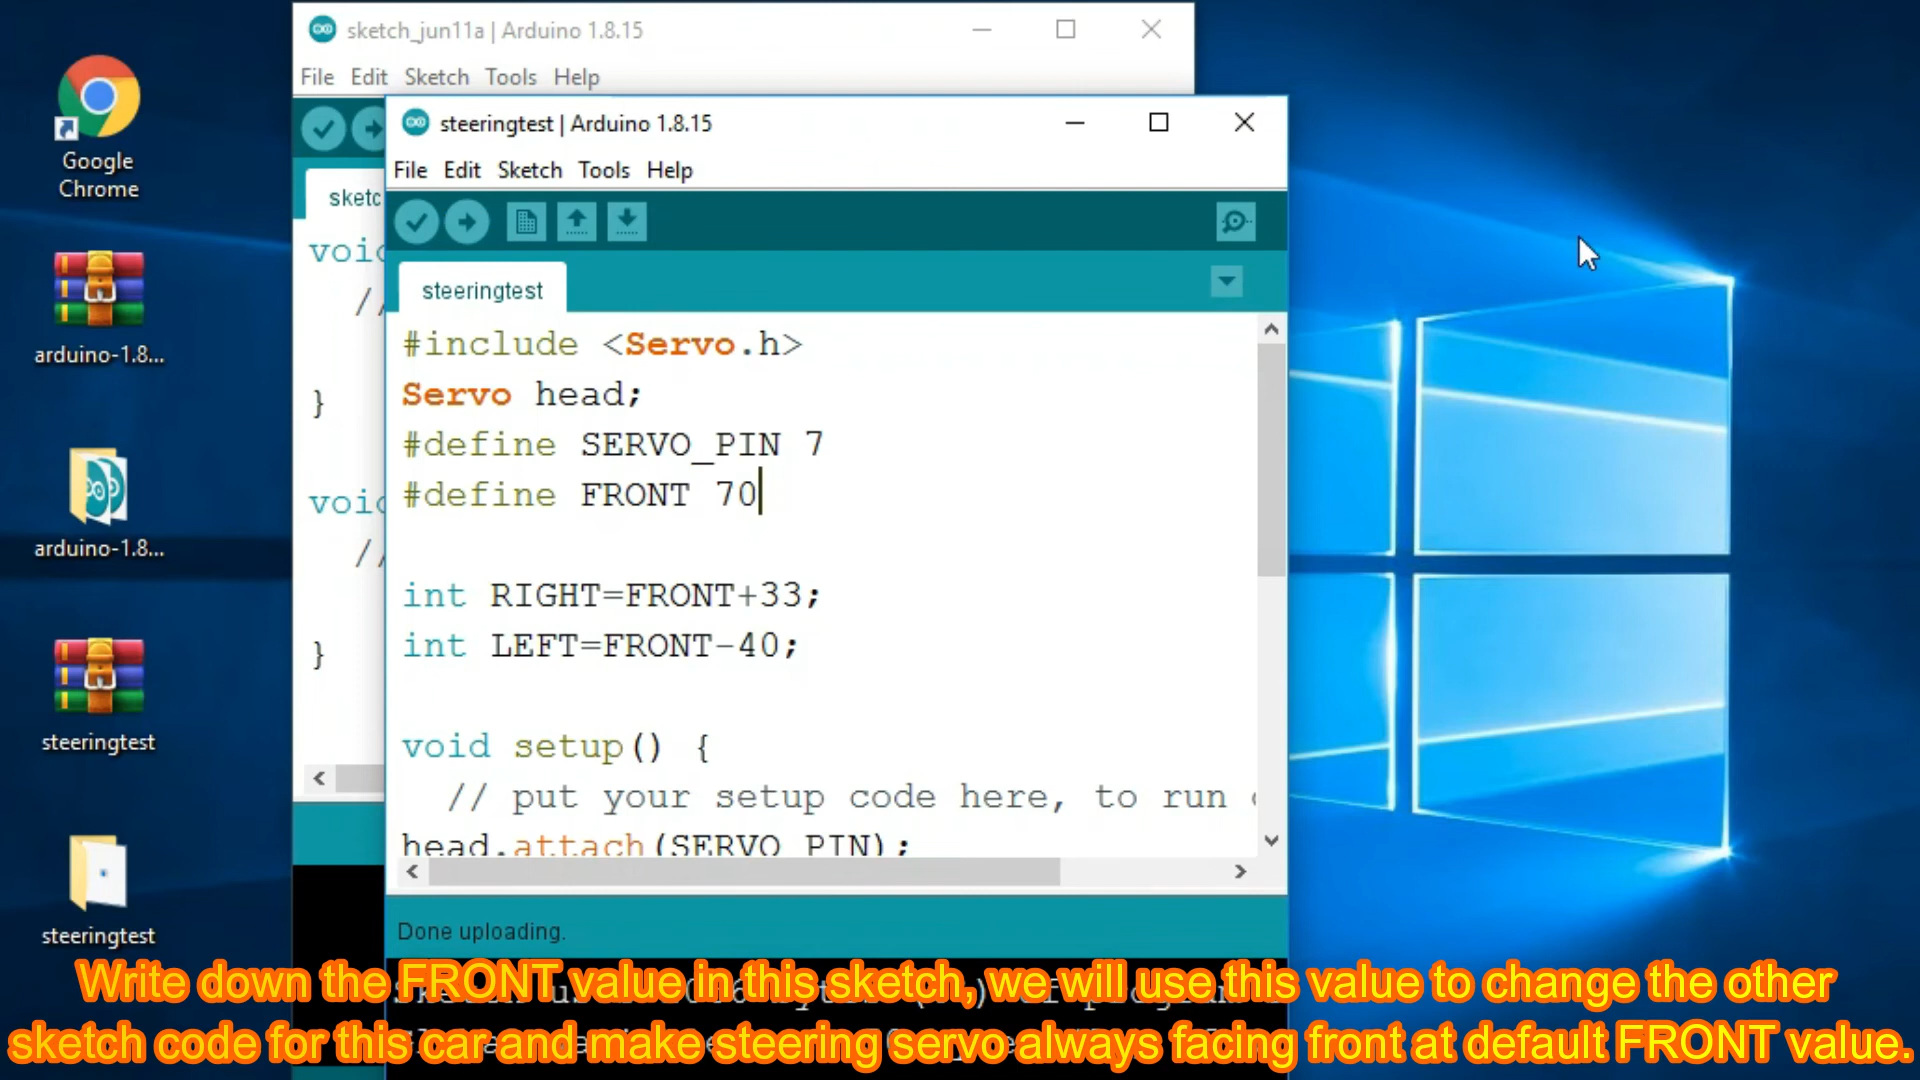 sketch_jun11a | Arduino 1.8.15
File Edit Sketch Tools Help
steeringtest | Arduino 1.8.15
File Edit Sketch Tools Help
Google
Chrome
arduino-1.8...
arduino-1.8...
steeringtest
steeringtest
sketc
void
//
}
void
//
}
steeringtest
#include <Servo.h>
Servo head;
#define SERVO_PIN 7
#define FRONT 70
int RIGHT=FRONT+33;
int LEFT=FRONT-40;
void setup() {
// put your setup code here, to run
head.attach(SERVO_PIN);
Done uploading.
Write down the FRONT value in this sketch, we will use this value to change the other
sketch code for this car and make steering servo always facing front at default FRONT value.